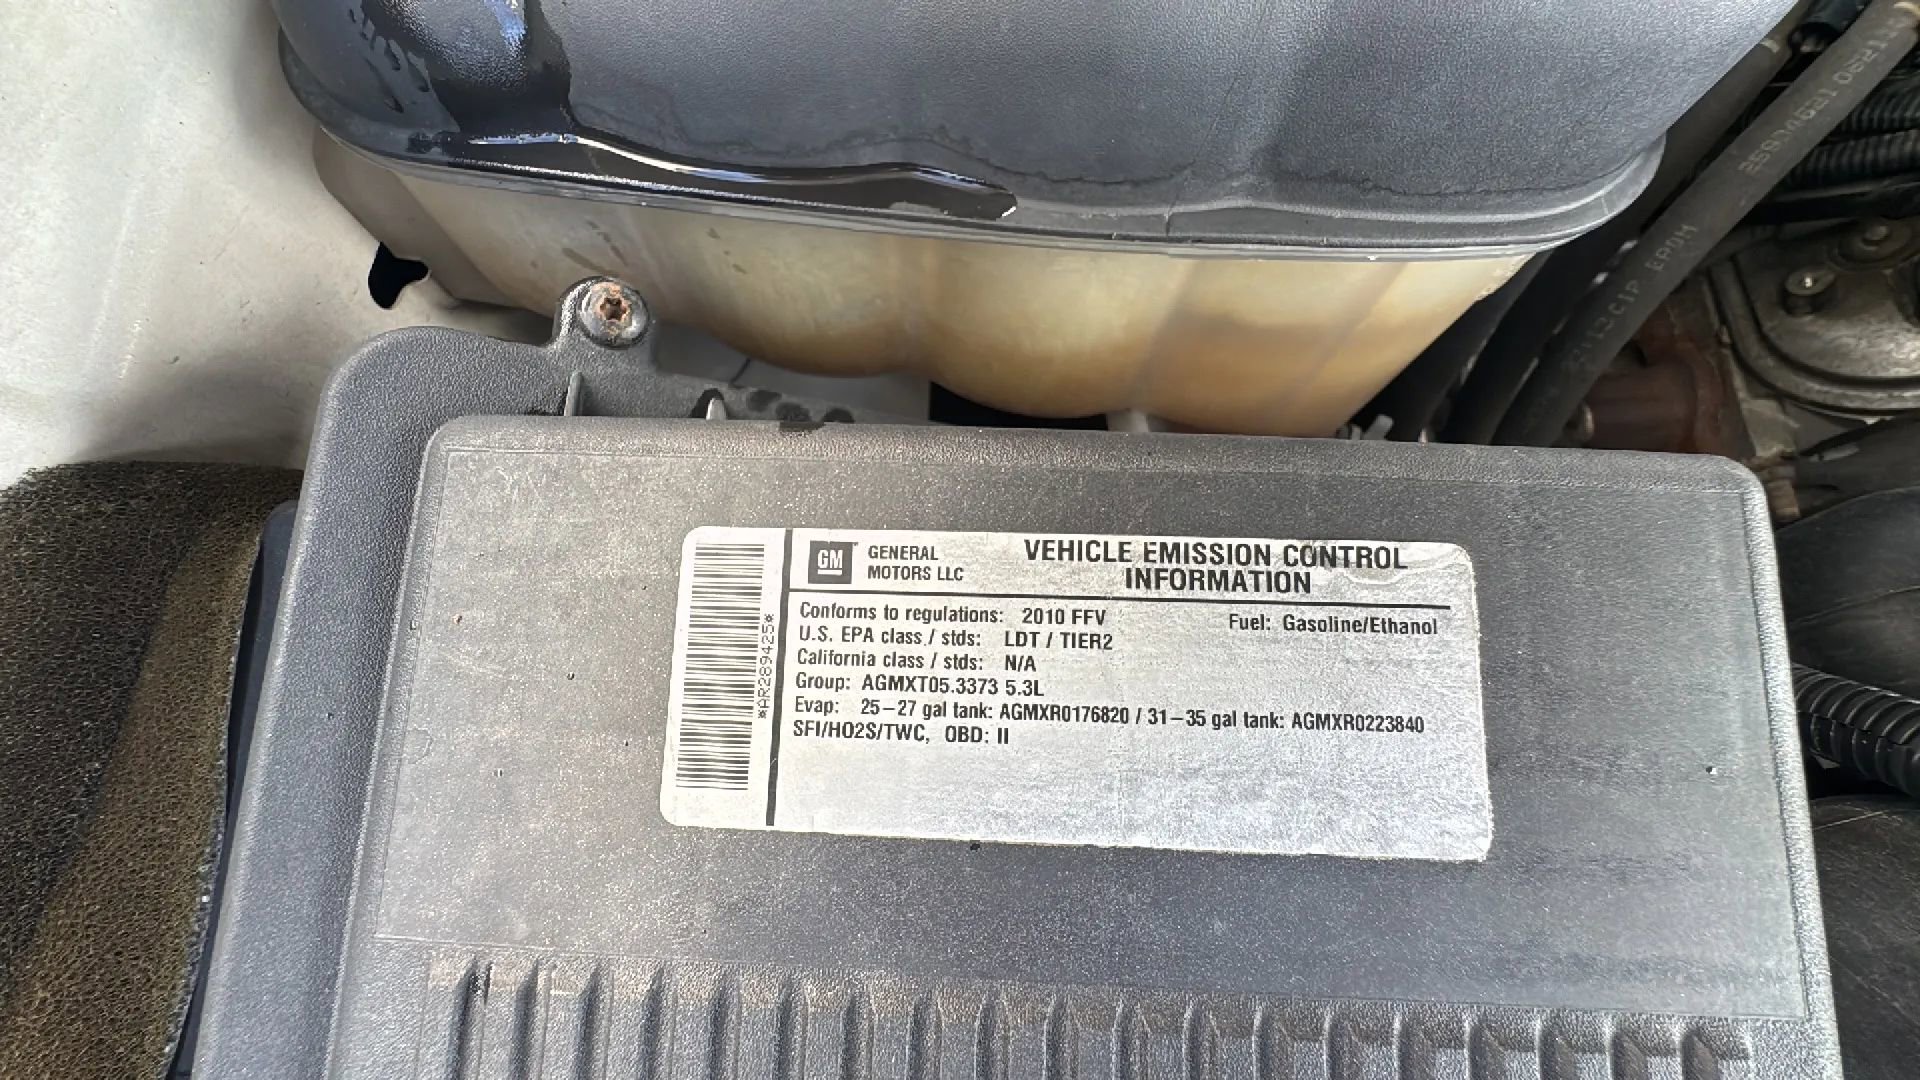 GM GENERAL MOTORS LLC
VEHICLE EMISSION CONTROL
INFORMATION
Conforms to regulations: 2010 FFV Fuel: Gasoline/Ethanol
U.S. EPA class / stds: LDT / TIER2
California class / stds: N/A
Group: AGMXT05.3373 5.3L
Evap: 25-27 gal tank: AGMXR0176820 / 31-35 gal tank: AGMXR0223840
SFI/HO2S/TWC, OBD: II
*AR289425*
EPDM